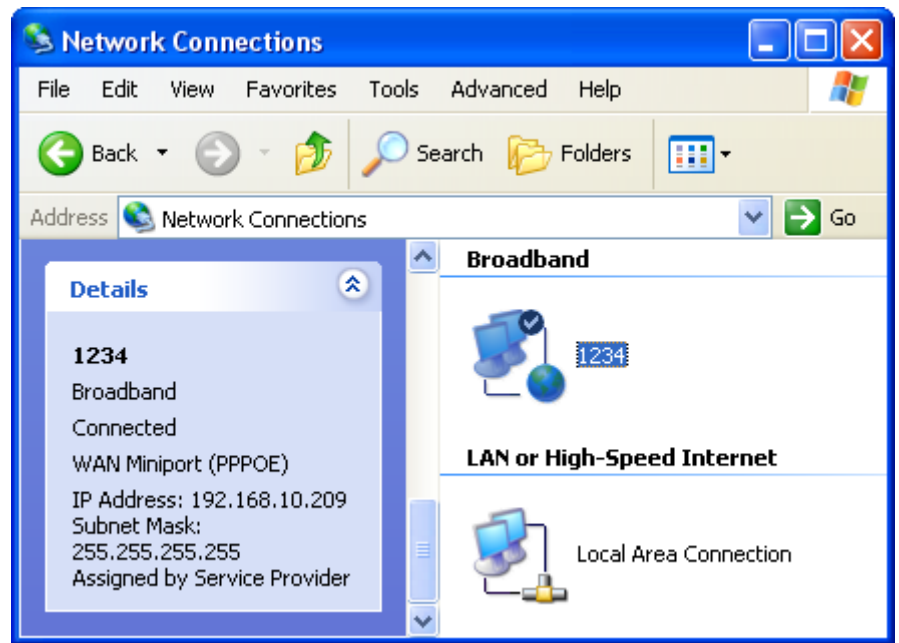 Network Connections
File Edit View Favorites Tools Advanced Help
Back Search Folders
Address Network Connections Go
Details
1234
Broadband
Connected
WAN Miniport (PPPOE)
IP Address: 192.168.10.209
Subnet Mask:
255.255.255.255
Assigned by Service Provider
Broadband
1234
LAN or High-Speed Internet
Local Area Connection